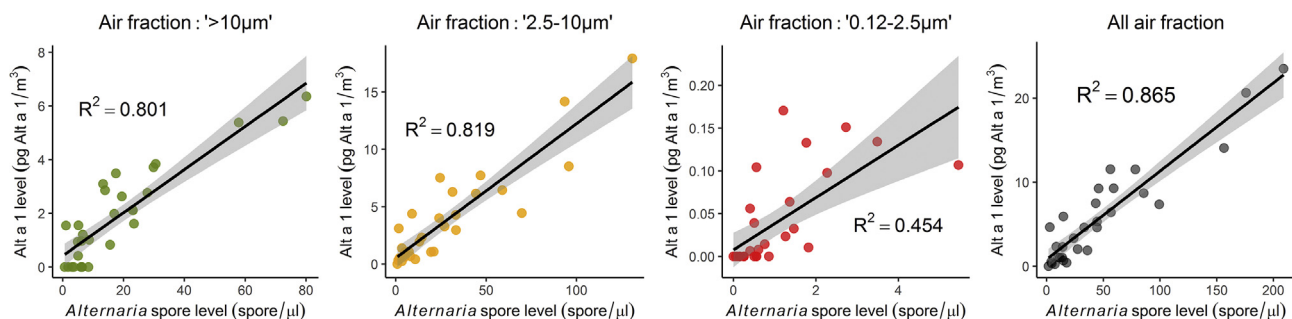 Air fraction : '>10μm'
8
6
4
2
0
Alt a 1 level (pg Alt a 1/m³)
R² = 0.801
0 20 40 60 80
Alternaria spore level (spore/μl)
Air fraction : '2.5-10μm'
15
10
5
0
Alt a 1 level (pg Alt a 1/m³)
R² = 0.819
0 50 100
Alternaria spore level (spore/μl)
Air fraction : '0.12-2.5μm'
0.20
0.15
0.10
0.05
0.00
Alt a 1 level (pg Alt a 1/m³)
R² = 0.454
0 2 4
Alternaria spore level (spore/μl)
All air fraction
20
10
0
Alt a 1 level (pg Alt a 1/m³)
R² = 0.865
0 50 100 150 200
Alternaria spore level (spore/μl)